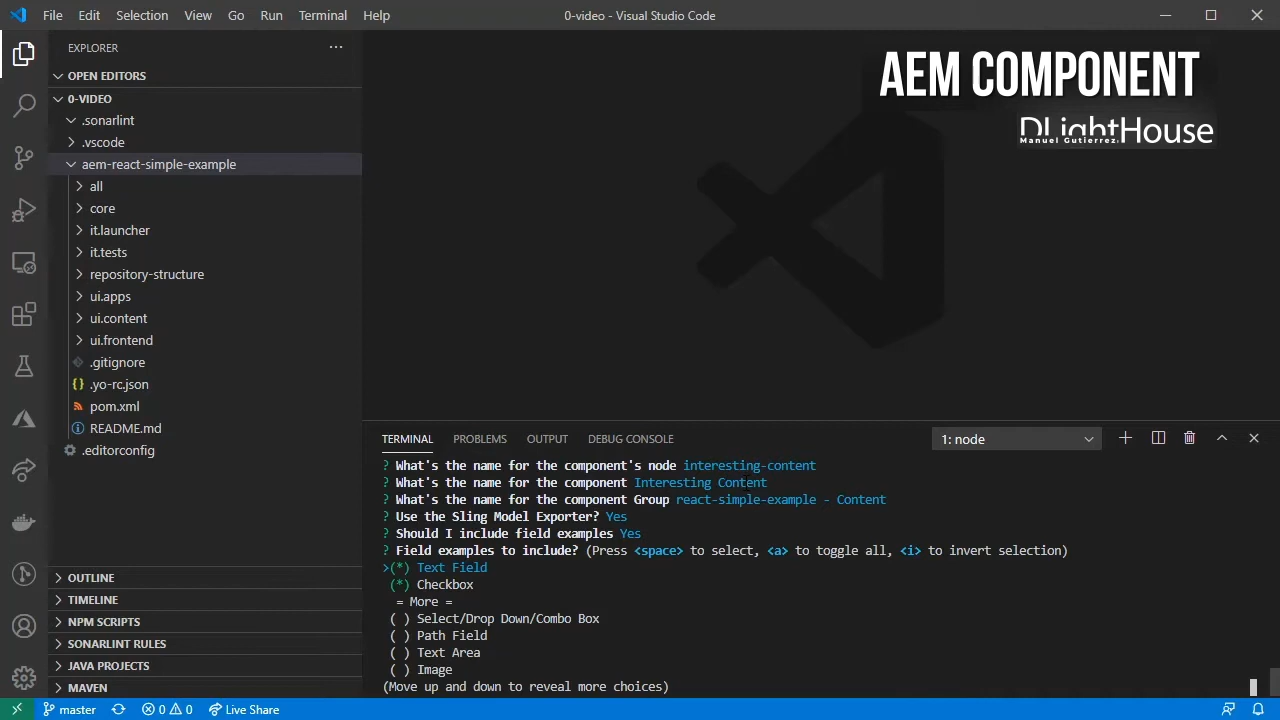 File Edit Selection View Go Run Terminal Help
0-video - Visual Studio Code
EXPLORER
OPEN EDITORS
0-VIDEO
.sonarlint
.vscode
aem-react-simple-example
all
core
it.launcher
it.tests
repository-structure
ui.apps
ui.content
ui.frontend
.gitignore
{} .yo-rc.json
pom.xml
README.md
.editorconfig
OUTLINE
TIMELINE
NPM SCRIPTS
SONARLINT RULES
JAVA PROJECTS
MAVEN
AEM COMPONENT
DLightHouse
Manuel Gutierrez
TERMINAL PROBLEMS OUTPUT DEBUG CONSOLE
1: node
? What's the name for the component's node interesting-content
? What's the name for the component Interesting Content
? What's the name for the component Group react-simple-example - Content
? Use the Sling Model Exporter? Yes
? Should I include field examples Yes
? Field examples to include? (Press <space> to select, <a> to toggle all, <i> to invert selection)
>(*) Text Field
(*) Checkbox
= More =
( ) Select/Drop Down/Combo Box
( ) Path Field
( ) Text Area
( ) Image
(Move up and down to reveal more choices)
master 0 0 Live Share